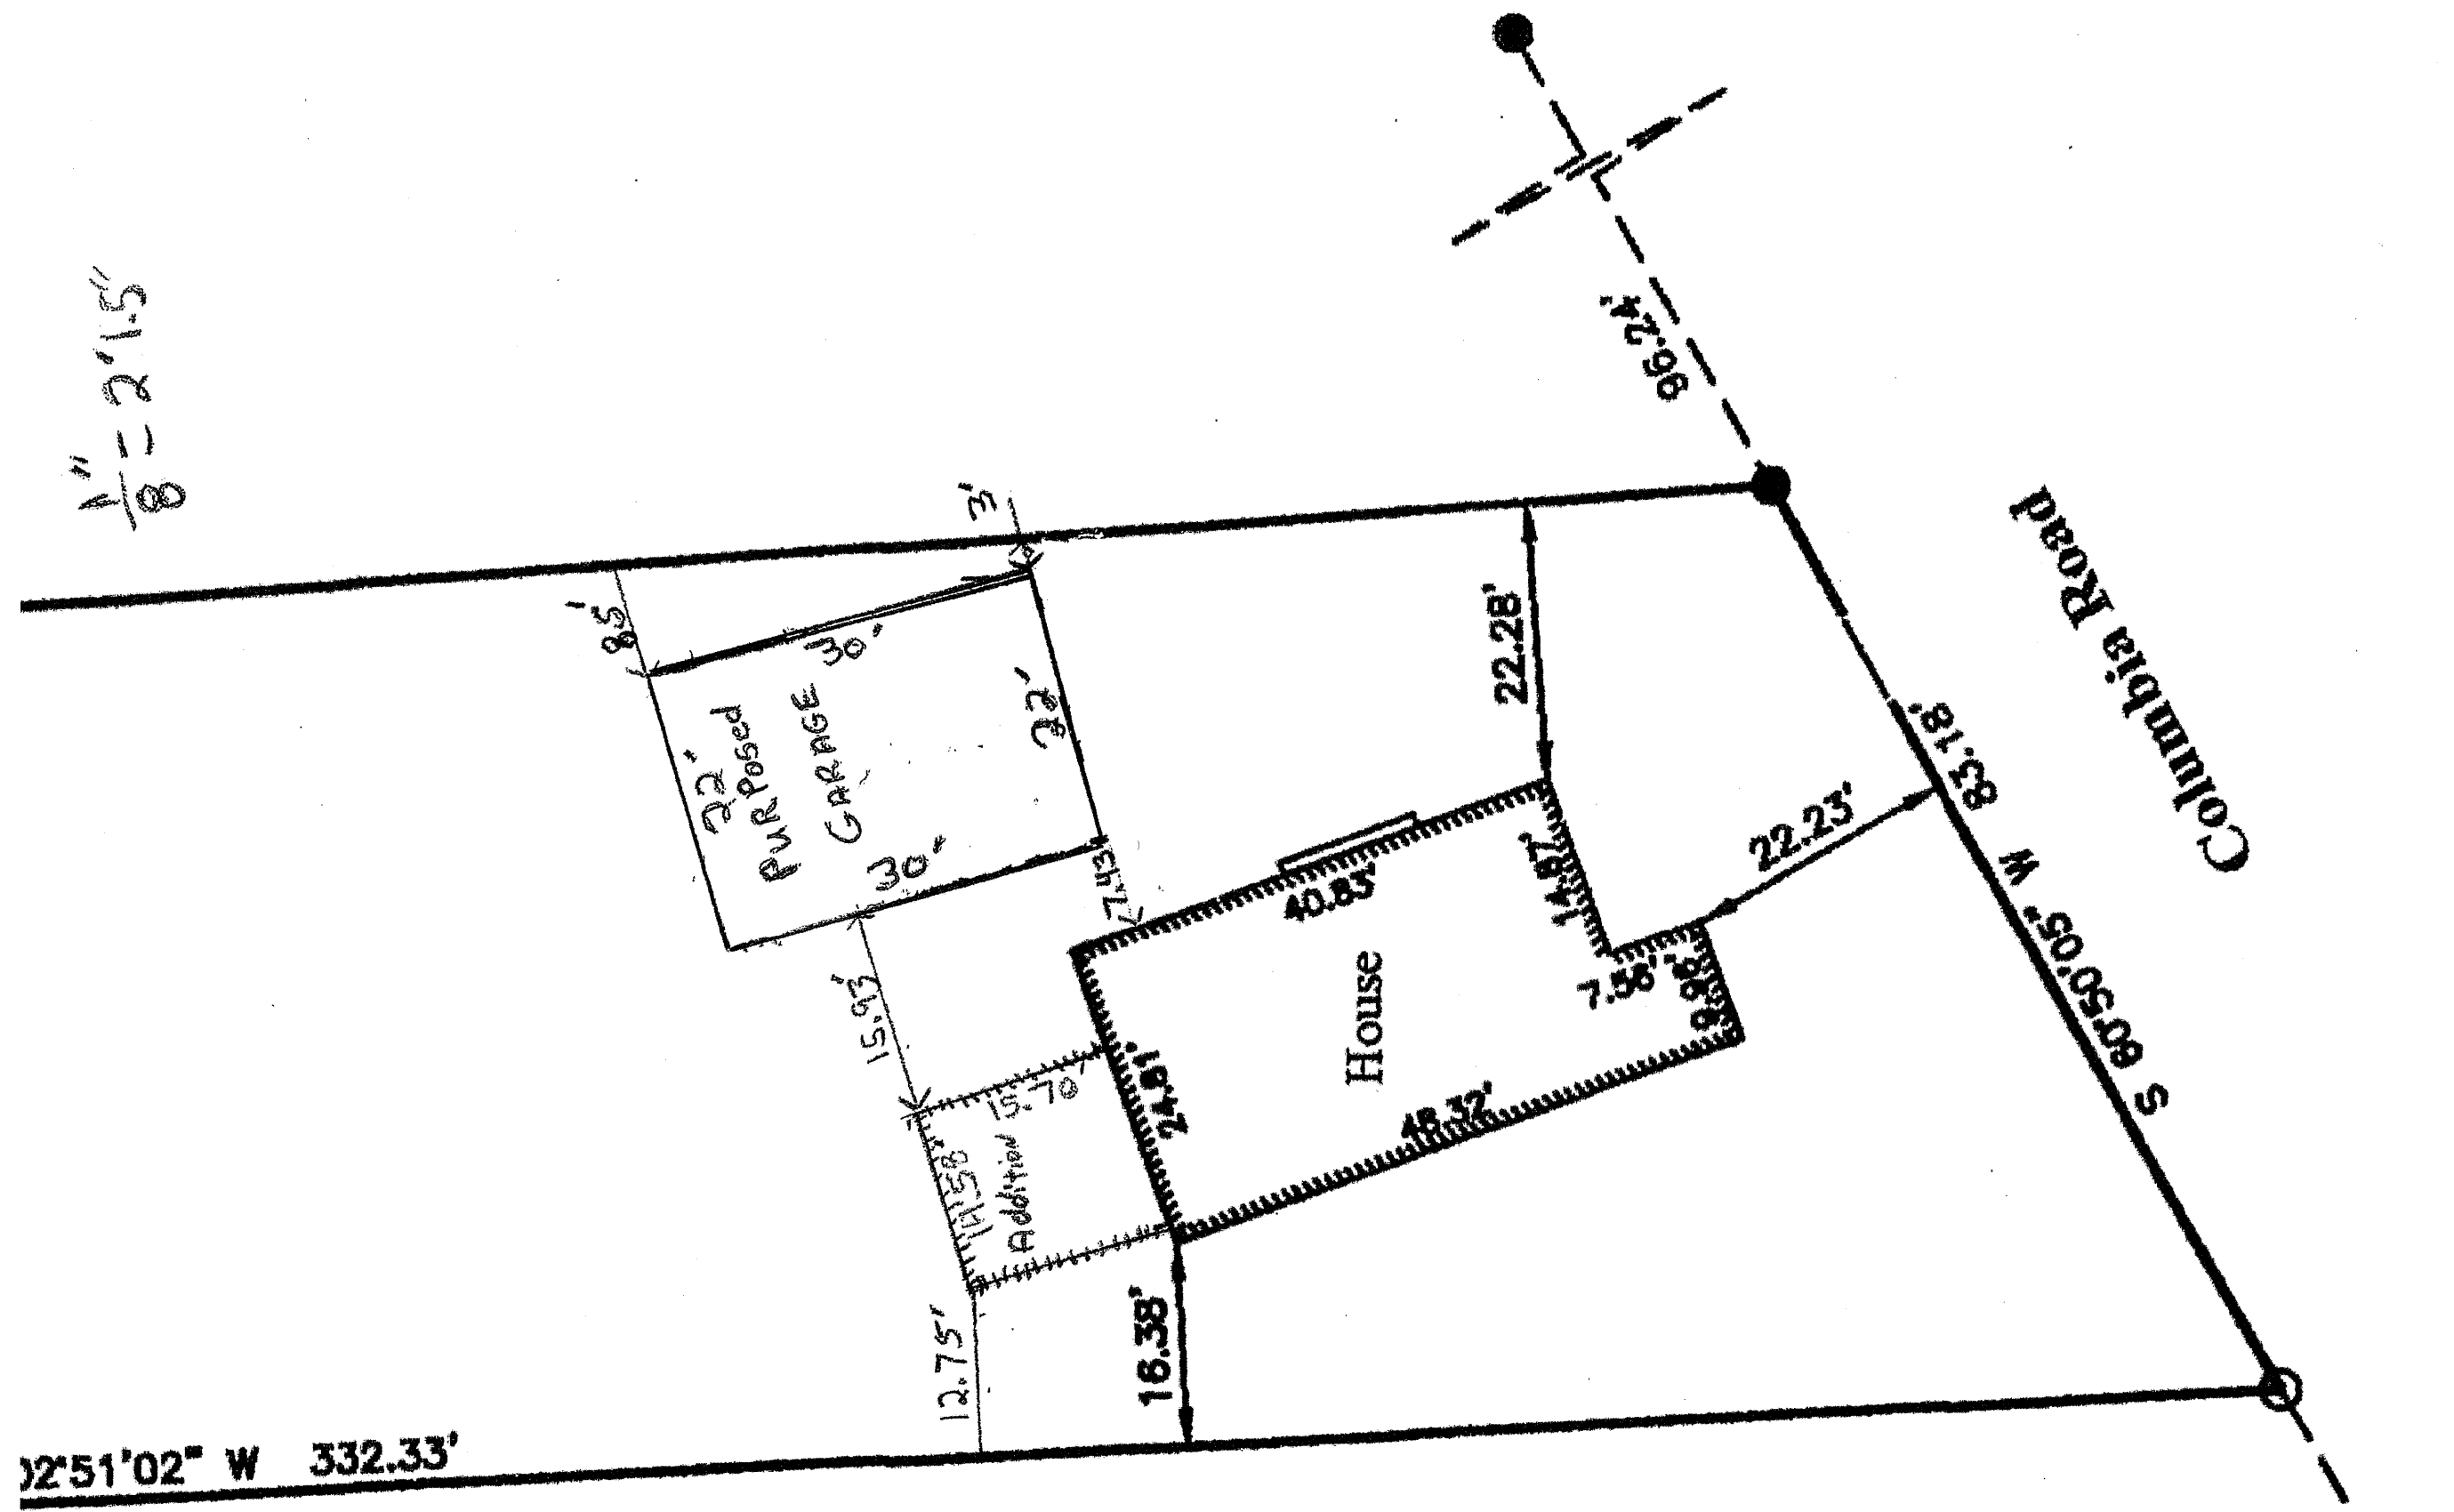 1/8" = 2'1.5"
3'
8.5'
30'
22'
22'
PURPosed
GARAGE
30'
7.43'
15.93'
15.70'
14.58'
Addition
12.75'
16.38'
24.81'
40.83'
House
48.32'
14.87'
7.56'
9.96'
22.28'
22.23'
96.24'
83.18'
S 60°50'05" W
Columbia Road
02°51'02" W 332.33'